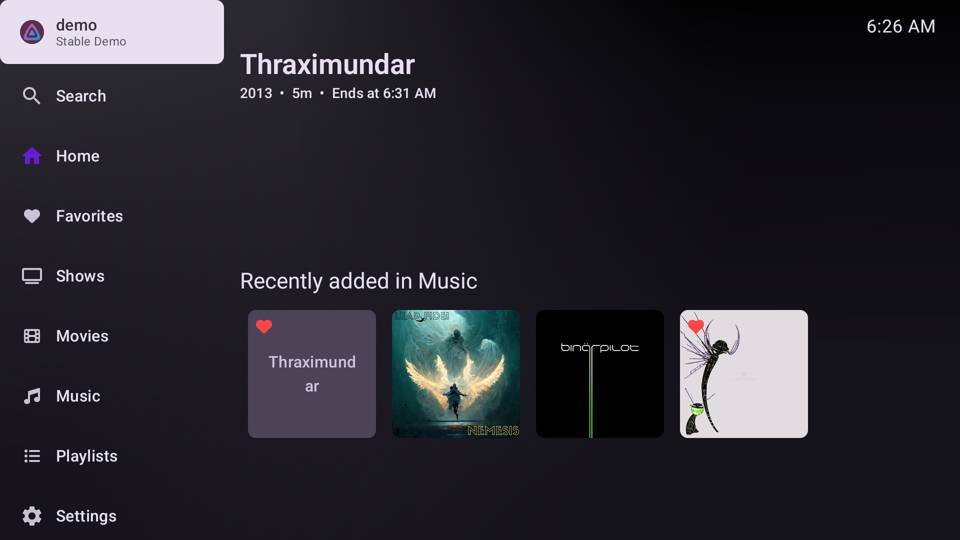 demo
Stable Demo
6:26 AM
Search
Home
Favorites
Shows
Movies
Music
Playlists
Settings
Thraximundar
2013 • 5m • Ends at 6:31 AM
Recently added in Music
Thraximund
ar
NEMESIS
binärpilot